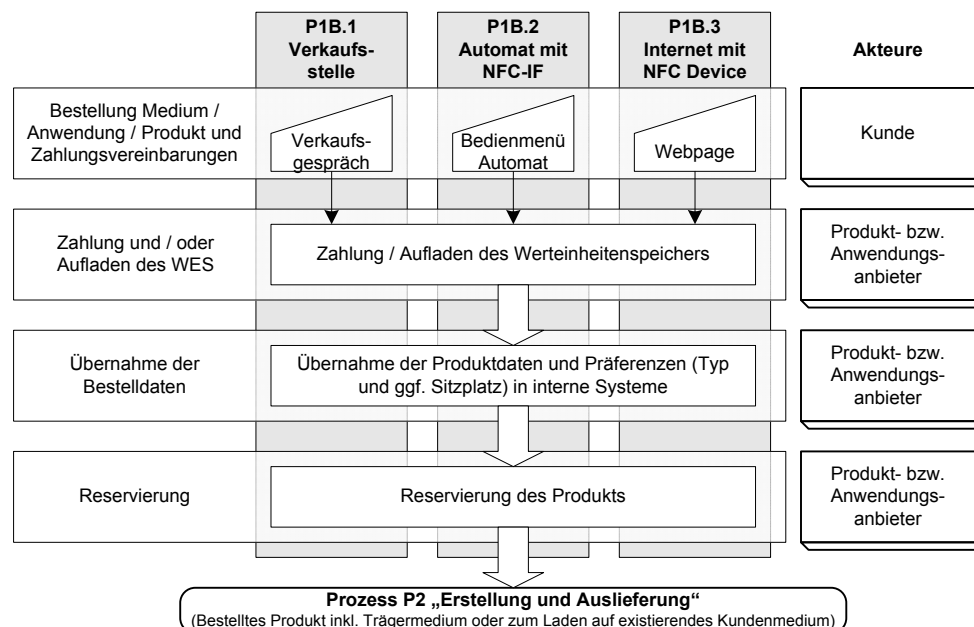 P1B.1
Verkaufs-
stelle
P1B.2
Automat mit
NFC-IF
P1B.3
Internet mit
NFC Device
Akteure
Bestellung Medium /
Anwendung / Produkt und
Zahlungsvereinbarungen
Verkaufs-
gespräch
Bedienmenü
Automat
Webpage
Kunde
Zahlung und / oder
Aufladen des WES
Zahlung / Aufladen des Werteinheitenspeichers
Produkt- bzw.
Anwendungs-
anbieter
Übernahme der
Bestelldaten
Übernahme der Produktdaten und Präferenzen (Typ
und ggf. Sitzplatz) in interne Systeme
Produkt- bzw.
Anwendungs-
anbieter
Reservierung
Reservierung des Produkts
Produkt- bzw.
Anwendungs-
anbieter
Prozess P2 „Erstellung und Auslieferung“
(Bestelltes Produkt inkl. Trägermedium oder zum Laden auf existierendes Kundenmedium)